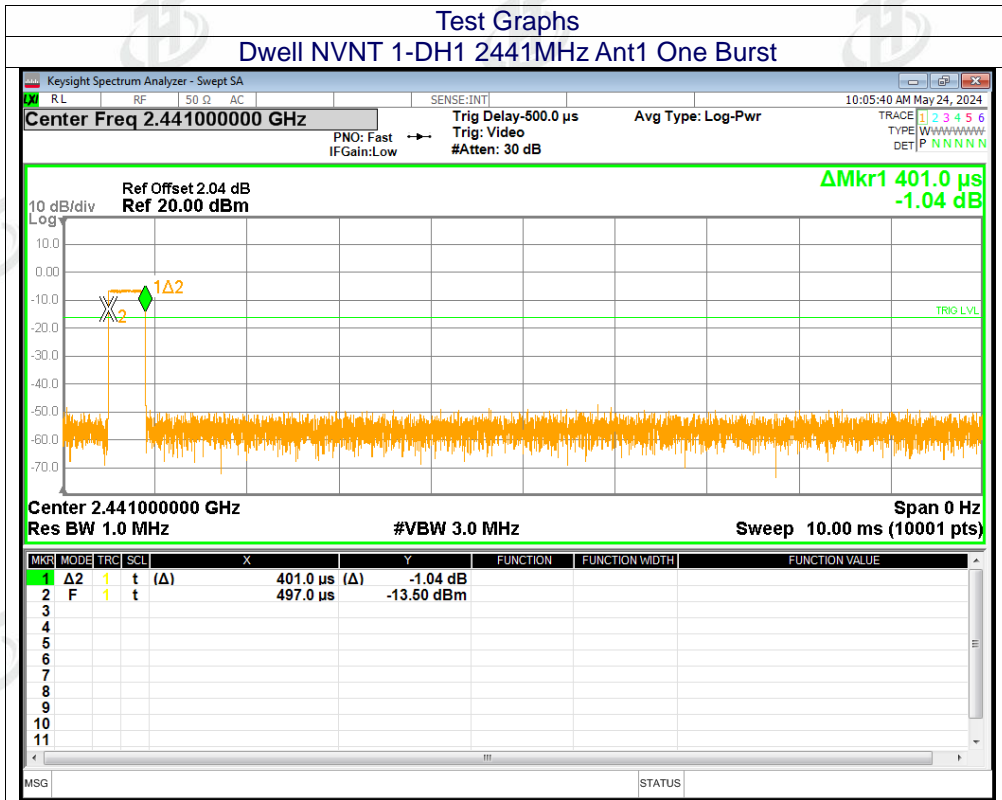 Test Graphs
Dwell NVNT 1-DH1 2441MHz Ant1 One Burst
Keysight Spectrum Analyzer - Swept SA
LXI RL RF 50 Ω AC SENSE:INT 10:05:40 AM May 24, 2024
Center Freq 2.441000000 GHz Trig Delay-500.0 µs Avg Type: Log-Pwr TRACE 1 2 3 4 5 6
PNO: Fast Trig: Video TYPE WWWWWWW
IFGain:Low #Atten: 30 dB DET P N N N N N
ΔMkr1 401.0 µs
-1.04 dB
Ref Offset 2.04 dB
10 dB/div Ref 20.00 dBm
Log
10.0
0.00
1Δ2
-10.0
2
TRIG LVL
-20.0
-30.0
-40.0
-50.0
-60.0
-70.0
Center 2.441000000 GHz Span 0 Hz
Res BW 1.0 MHz #VBW 3.0 MHz Sweep 10.00 ms (10001 pts)
MKR MODE TRC SCL X Y FUNCTION FUNCTION WIDTH FUNCTION VALUE
1 Δ2 1 t (Δ) 401.0 µs (Δ) -1.04 dB
2 F 1 t 497.0 µs -13.50 dBm
3
4
5
6
7
8
9
10
11
MSG STATUS